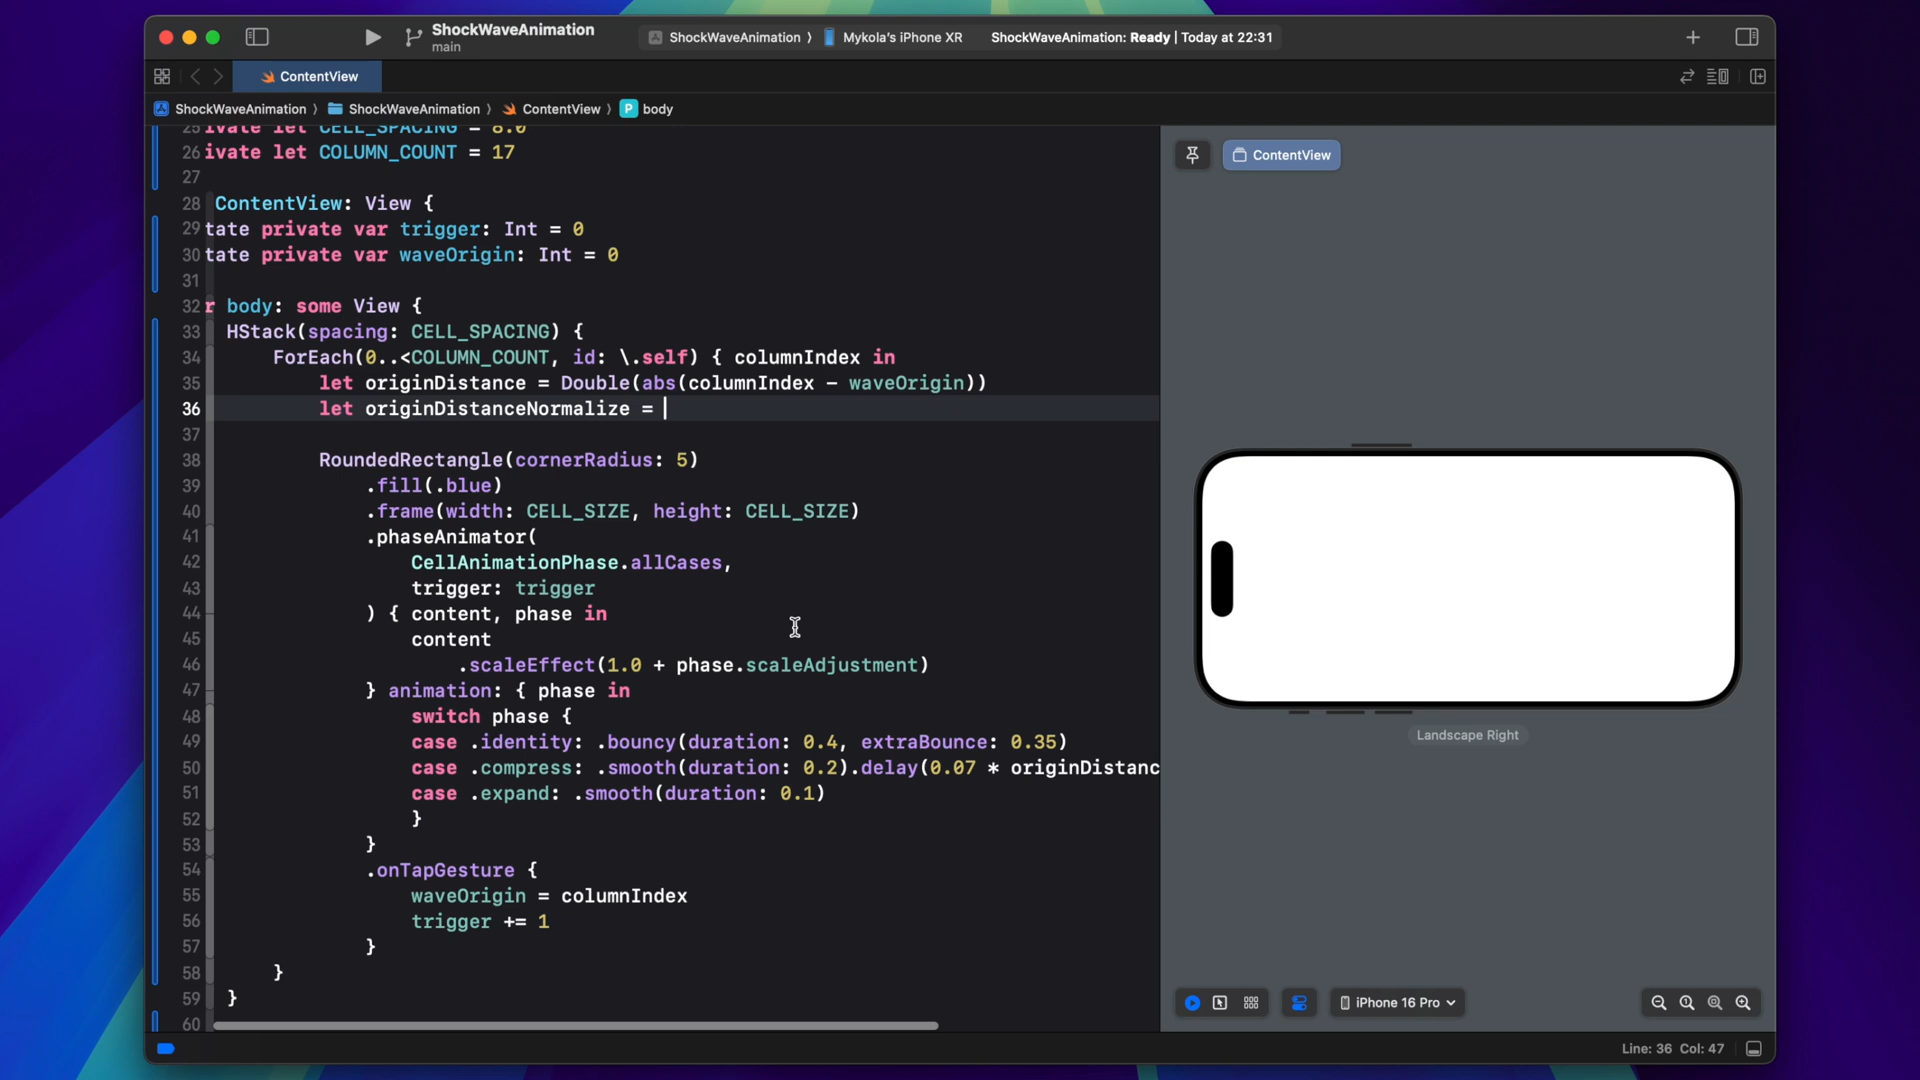 ShockWaveAnimation
main
ShockWaveAnimation 〉 Mykola's iPhone XR
ShockWaveAnimation: Ready | Today at 22:31
ContentView
ShockWaveAnimation 〉 ShockWaveAnimation 〉 ContentView 〉 P body
25 ivate let CELL_SPACING = 8.0
26 ivate let COLUMN_COUNT = 17
27
28 ContentView: View {
29 tate private var trigger: Int = 0
30 tate private var waveOrigin: Int = 0
31
32 r body: some View {
33 HStack(spacing: CELL_SPACING) {
34 ForEach(0..<COLUMN_COUNT, id: \.self) { columnIndex in
35 let originDistance = Double(abs(columnIndex - waveOrigin))
36 let originDistanceNormalize =
37
38 RoundedRectangle(cornerRadius: 5)
39 .fill(.blue)
40 .frame(width: CELL_SIZE, height: CELL_SIZE)
41 .phaseAnimator(
42 CellAnimationPhase.allCases,
43 trigger: trigger
44 ) { content, phase in
45 content
46 .scaleEffect(1.0 + phase.scaleAdjustment)
47 } animation: { phase in
48 switch phase {
49 case .identity: .bouncy(duration: 0.4, extraBounce: 0.35)
50 case .compress: .smooth(duration: 0.2).delay(0.07 * originDistanc
51 case .expand: .smooth(duration: 0.1)
52 }
53 }
54 .onTapGesture {
55 waveOrigin = columnIndex
56 trigger += 1
57 }
58 }
59 }
60
ContentView
Landscape Right
iPhone 16 Pro
Line: 36 Col: 47